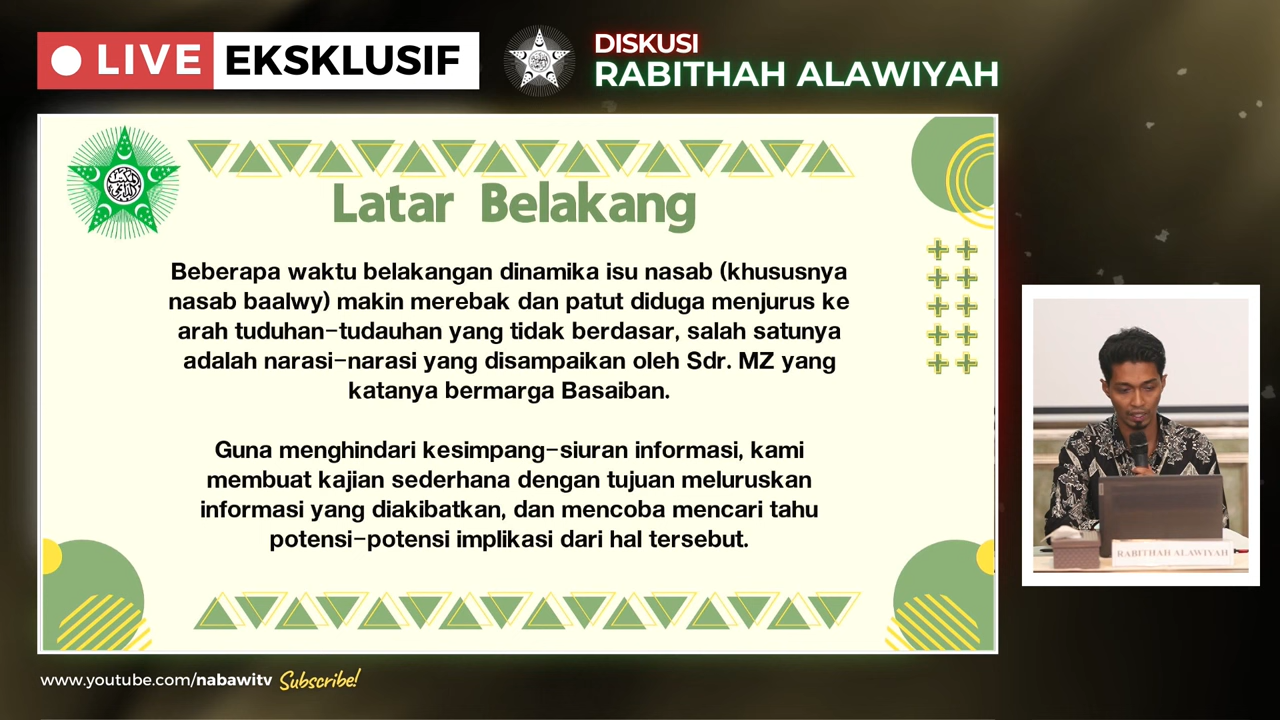 LIVE EKSKLUSIF
DISKUSI
RABITHAH ALAWIYAH
Latar Belakang
Beberapa waktu belakangan dinamika isu nasab (khususnya
nasab baalwy) makin merebak dan patut diduga menjurus ke
arah tuduhan-tudauhan yang tidak berdasar, salah satunya
adalah narasi-narasi yang disampaikan oleh Sdr. MZ yang
katanya bermarga Basaiban.
Guna menghindari kesimpang-siuran informasi, kami
membuat kajian sederhana dengan tujuan meluruskan
informasi yang diakibatkan, dan mencoba mencari tahu
potensi-potensi implikasi dari hal tersebut.
RABITHAH ALAWIYAH
www.youtube.com/nabawitv Subscribe!